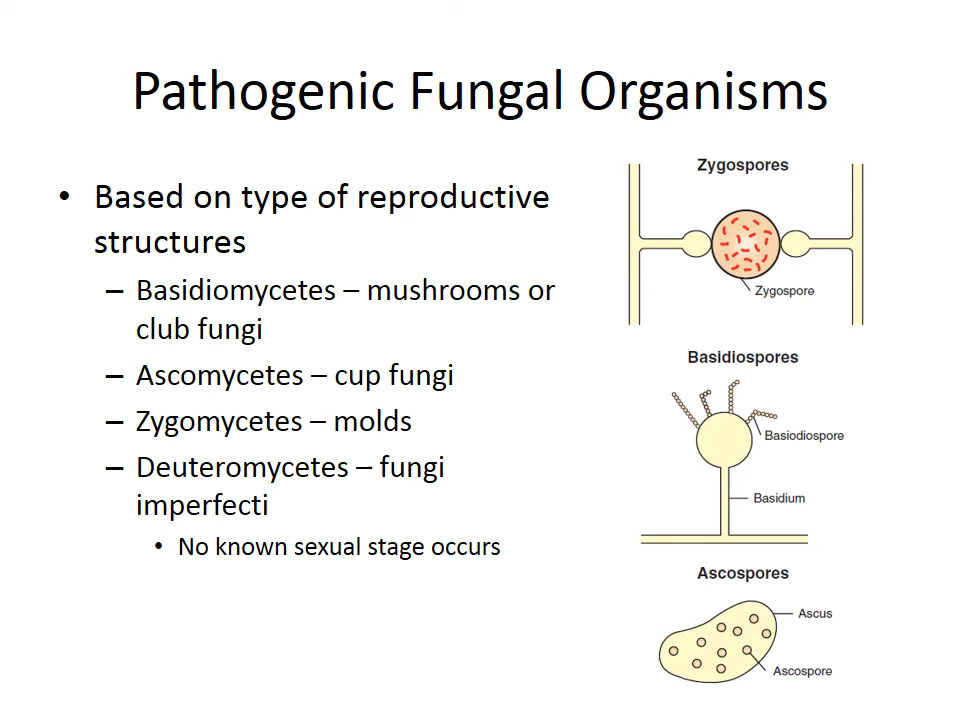 Pathogenic Fungal Organisms
• Based on type of reproductive
structures
– Basidiomycetes – mushrooms or
club fungi
– Ascomycetes – cup fungi
– Zygomycetes – molds
– Deuteromycetes – fungi
imperfecti
• No known sexual stage occurs
Zygospores
Zygospore
Basidiospores
Basiodiospore
Basidium
Ascospores
Ascus
Ascospore